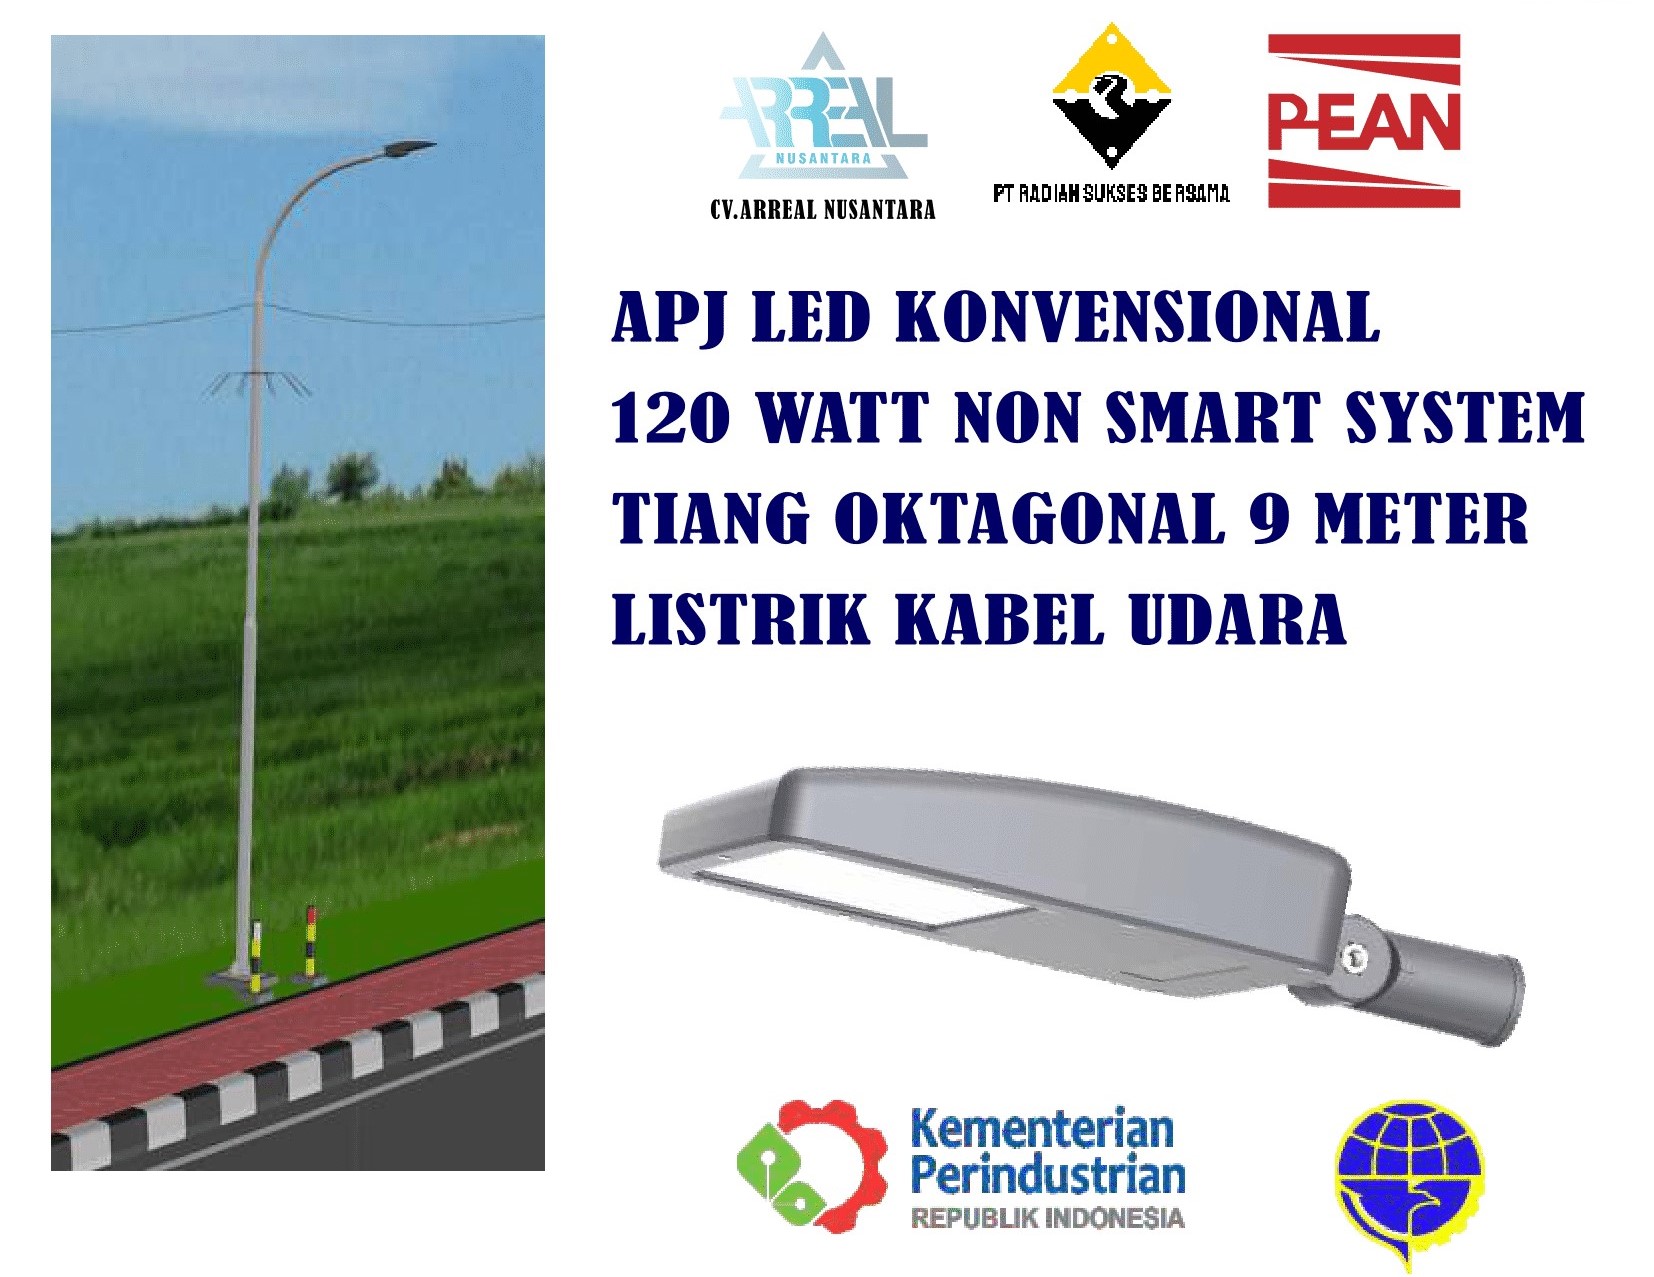 ARREAL
NUSANTARA
CV.ARREAL NUSANTARA
PT RADIAH SUKSES BERSAMA
PEAN
APJ LED KONVENSIONAL
120 WATT NON SMART SYSTEM
TIANG OKTAGONAL 9 METER
LISTRIK KABEL UDARA
Kementerian
Perindustrian
REPUBLIK INDONESIA